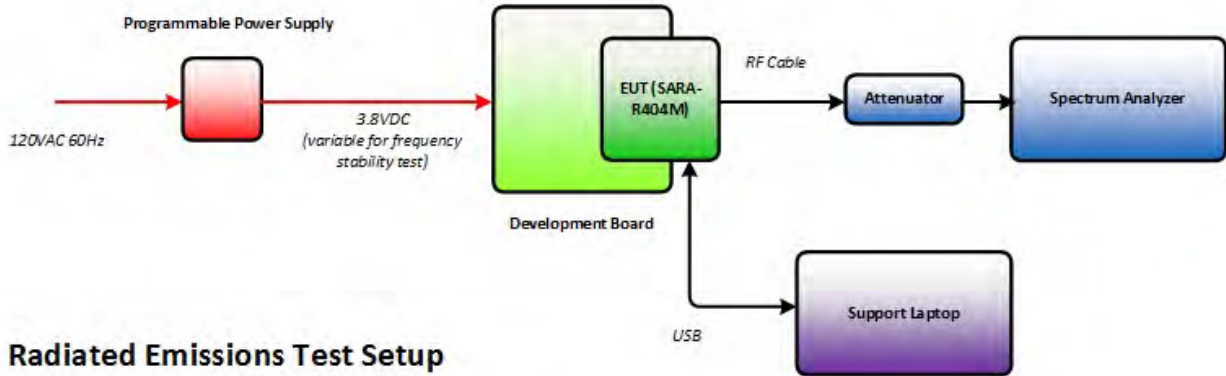 Programmable Power Supply
120VAC 60Hz
3.8VDC
(variable for frequency
stability test)
EUT (SARA-
R404M)
Development Board
RF Cable
Attenuator
Spectrum Analyzer
USB
Support Laptop
Radiated Emissions Test Setup